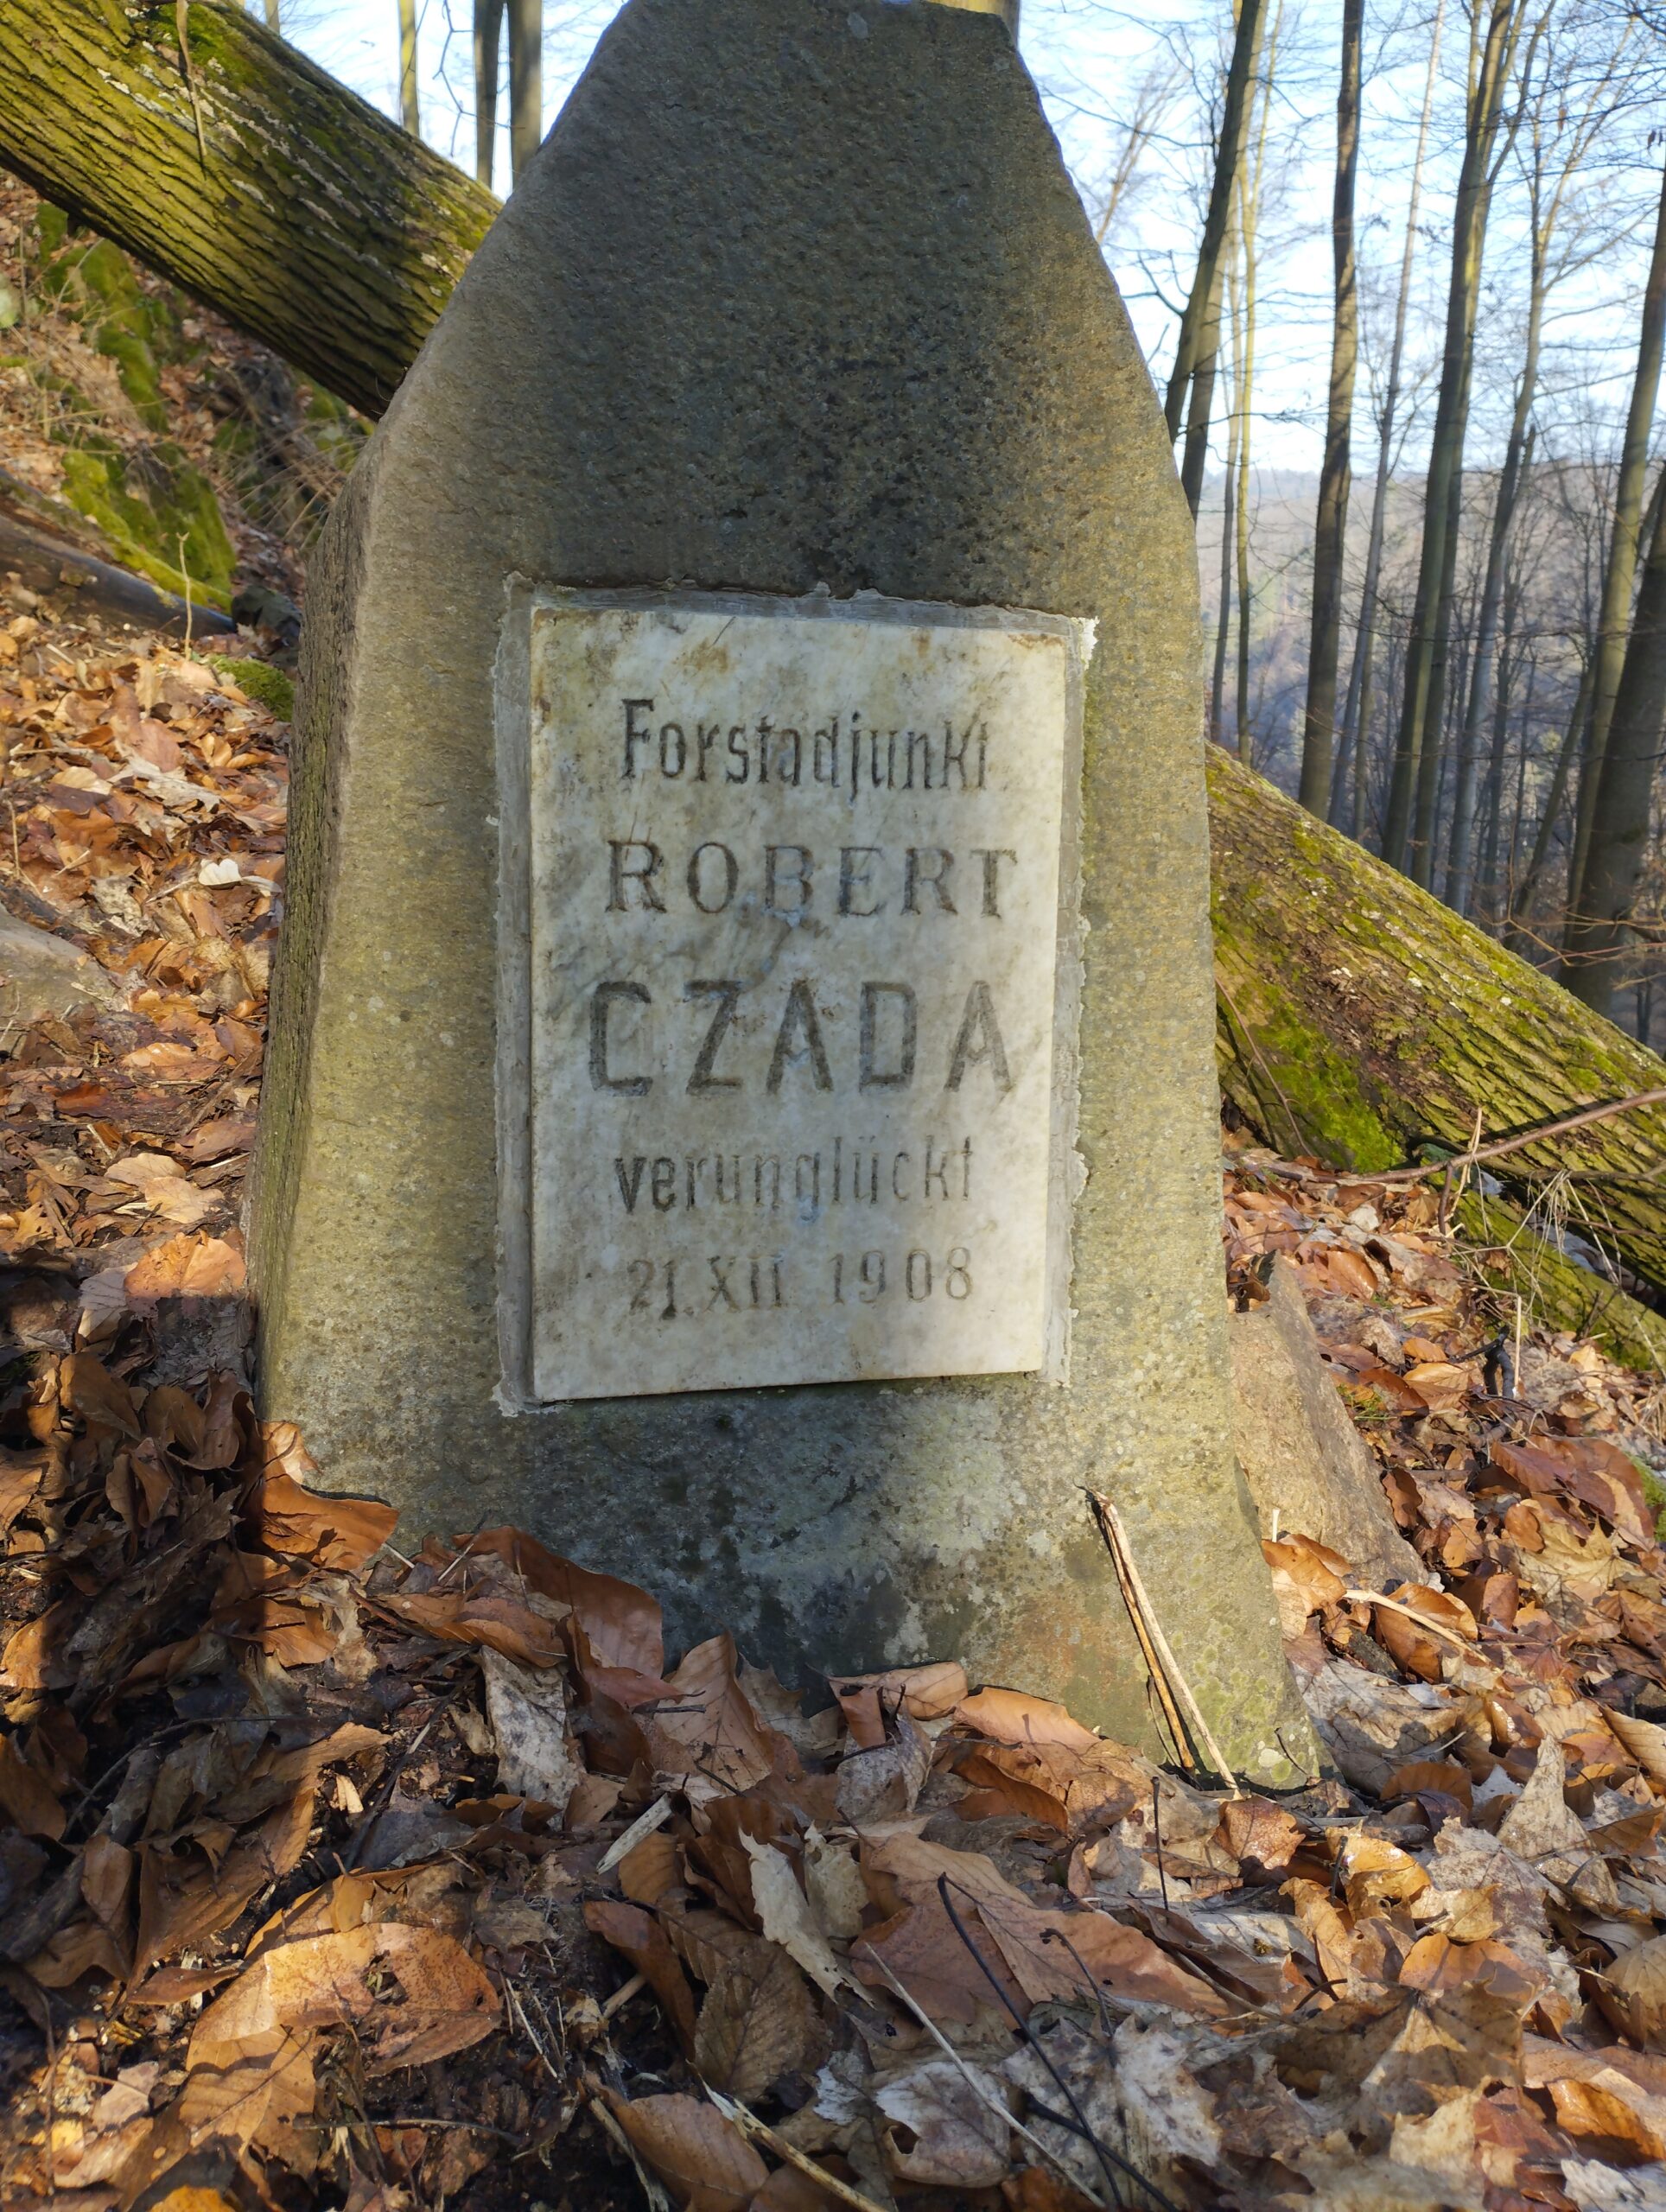 Forstadjunkt
ROBERT
CZADA
verunglückt
21. XII 1908